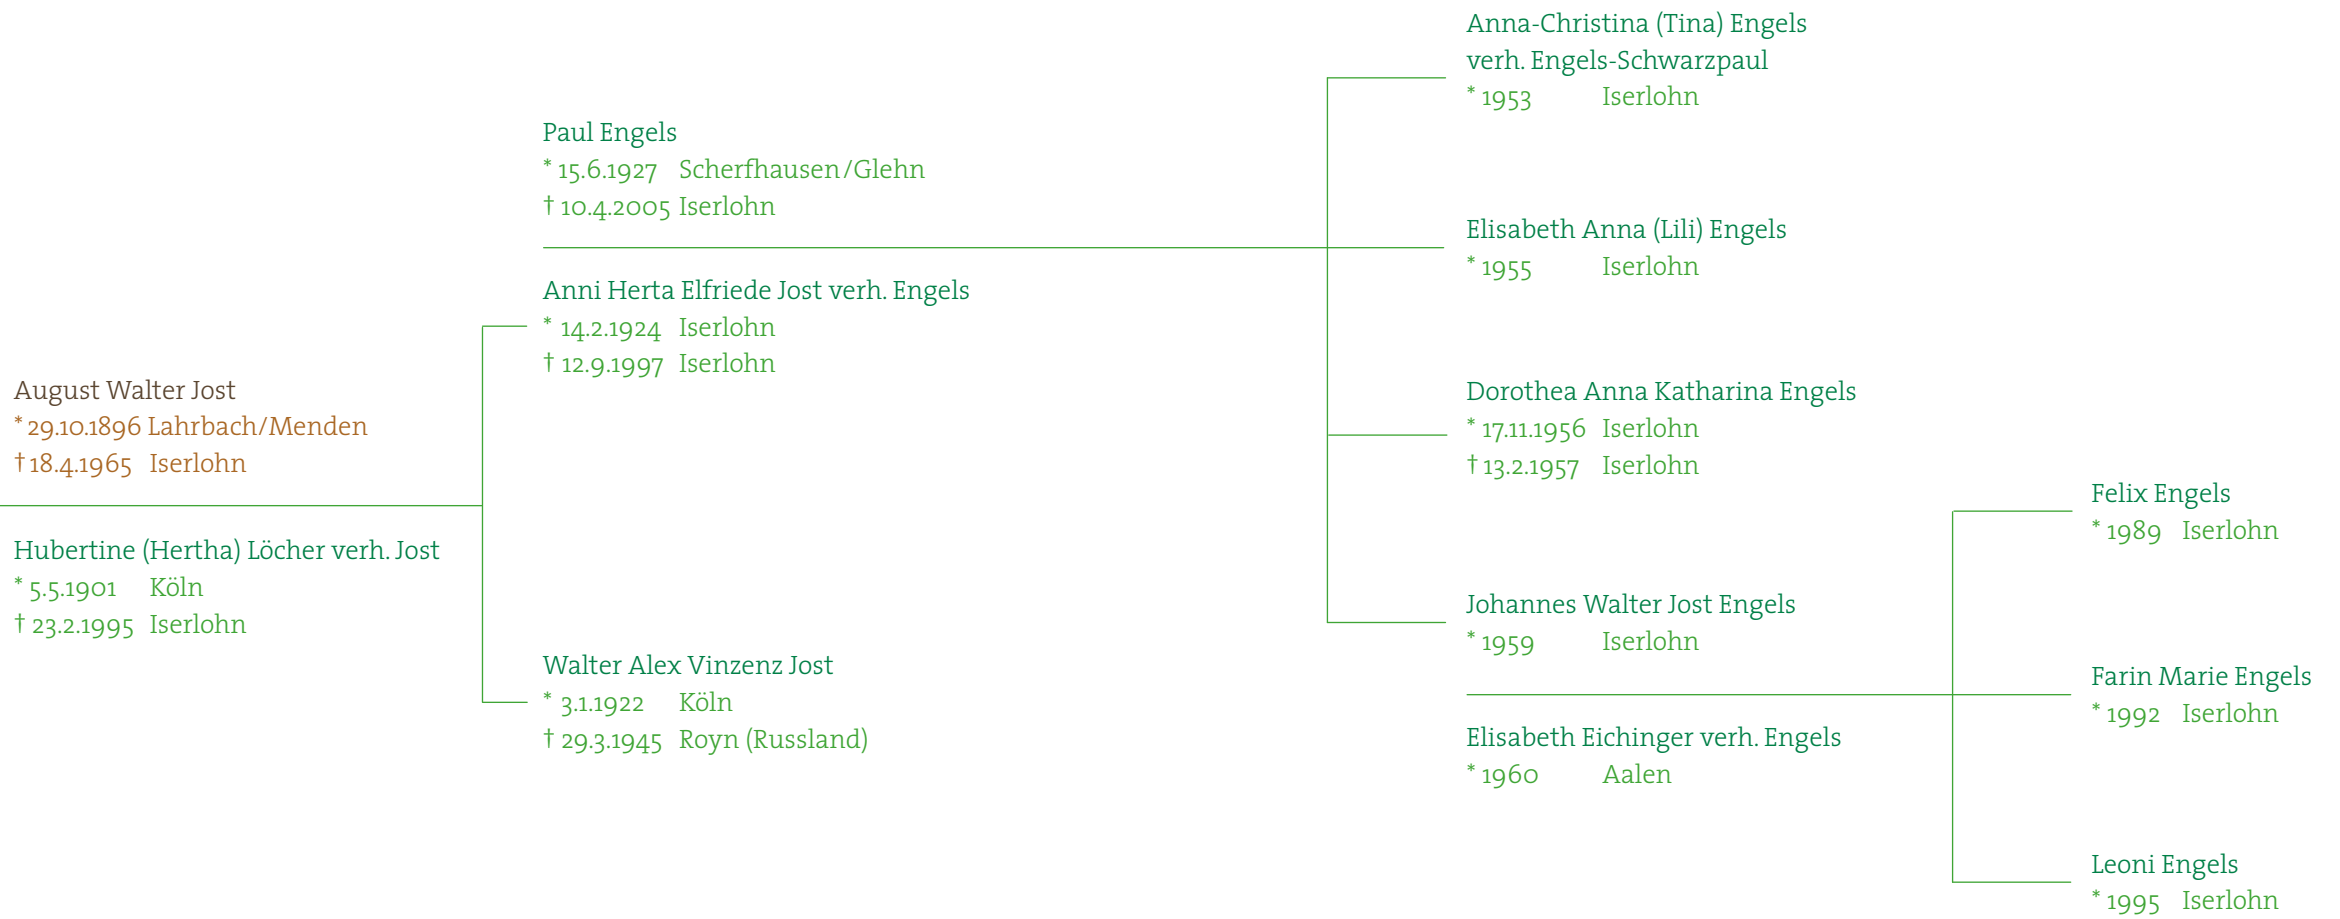 August Walter Jost
* 29.10.1896 Lahrbach/Menden
† 18.4.1965 Iserlohn
Hubertine (Hertha) Löcher verh. Jost
* 5.5.1901 Köln
† 23.2.1995 Iserlohn
Paul Engels
* 15.6.1927 Scherfhausen/Glehn
† 10.4.2005 Iserlohn
Anni Herta Elfriede Jost verh. Engels
* 14.2.1924 Iserlohn
† 12.9.1997 Iserlohn
Walter Alex Vinzenz Jost
* 3.1.1922 Köln
† 29.3.1945 Royn (Russland)
Anna-Christina (Tina) Engels
verh. Engels-Schwarzpaul
* 1953 Iserlohn
Elisabeth Anna (Lili) Engels
* 1955 Iserlohn
Dorothea Anna Katharina Engels
* 17.11.1956 Iserlohn
† 13.2.1957 Iserlohn
Johannes Walter Jost Engels
* 1959 Iserlohn
Elisabeth Eichinger verh. Engels
* 1960 Aalen
Felix Engels
* 1989 Iserlohn
Farin Marie Engels
* 1992 Iserlohn
Leoni Engels
* 1995 Iserlohn